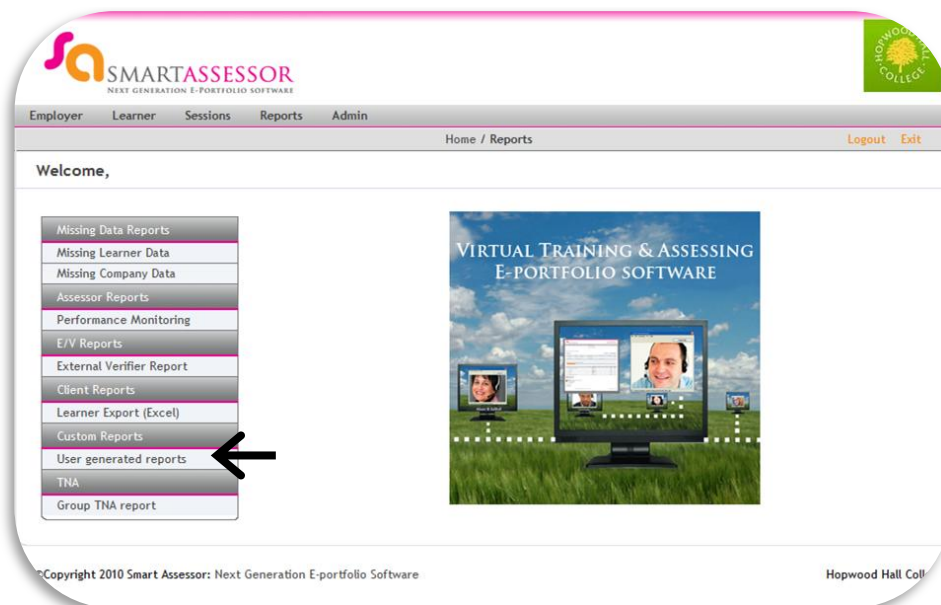 SMARTASSESSOR
NEXT GENERATION E-PORTFOLIO SOFTWARE
HOPWOOD HALL
COLLEGE
Employer Learner Sessions Reports Admin
Home / Reports Logout Exit
Welcome,
Missing Data Reports
Missing Learner Data
Missing Company Data
Assessor Reports
Performance Monitoring
E/V Reports
External Verifier Report
Client Reports
Learner Export (Excel)
Custom Reports
User generated reports
TNA
Group TNA report
VIRTUAL TRAINING & ASSESSING
E-PORTFOLIO SOFTWARE
©Copyright 2010 Smart Assessor: Next Generation E-portfolio Software Hopwood Hall Coll